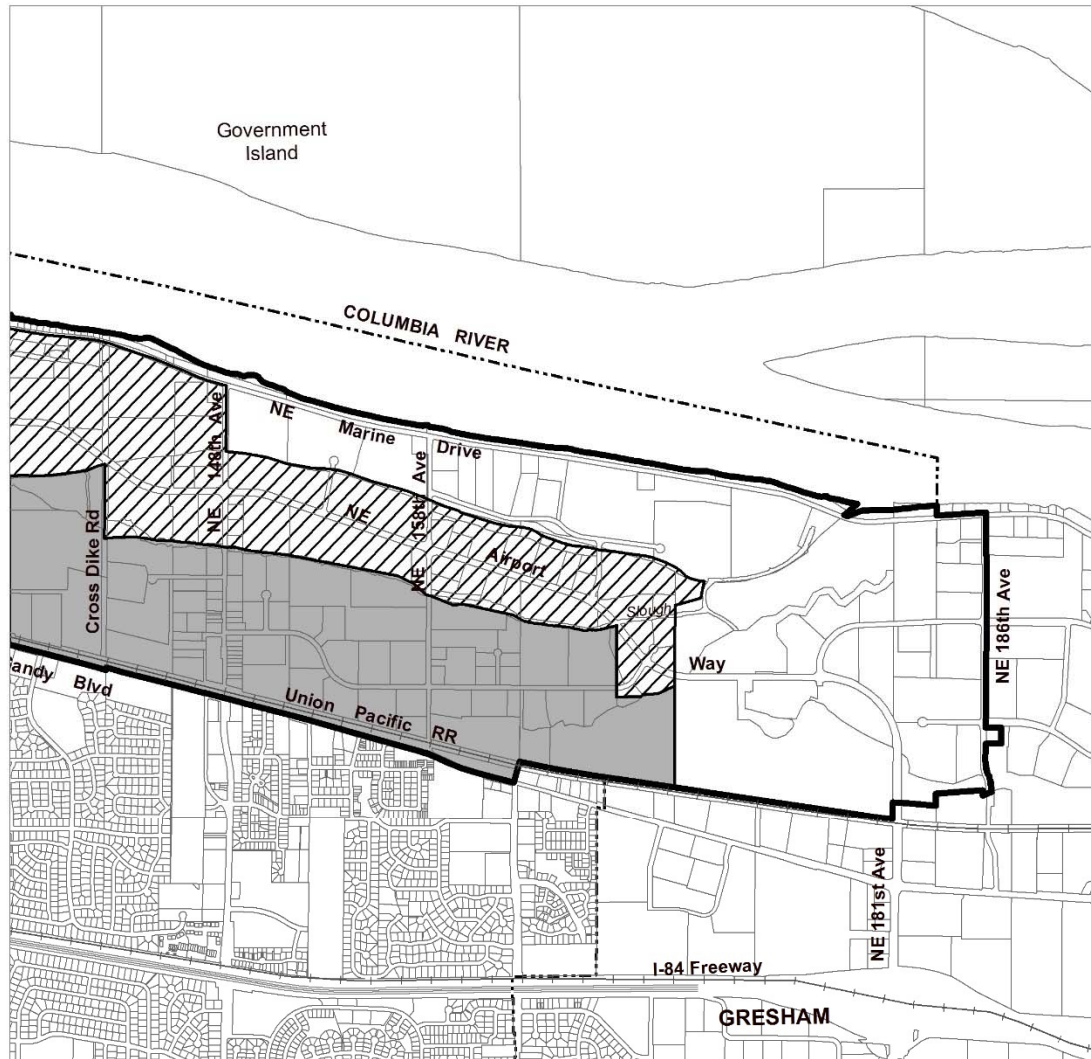 Government
Island
COLUMBIA RIVER
NE Marine Drive
NE 148th Ave
NE 158th Ave
NE Airport Way
Cross Dike Rd
Slough
NE 186th Ave
Blvd
Union Pacific RR
NE 181st Ave
I-84 Freeway
GRESHAM